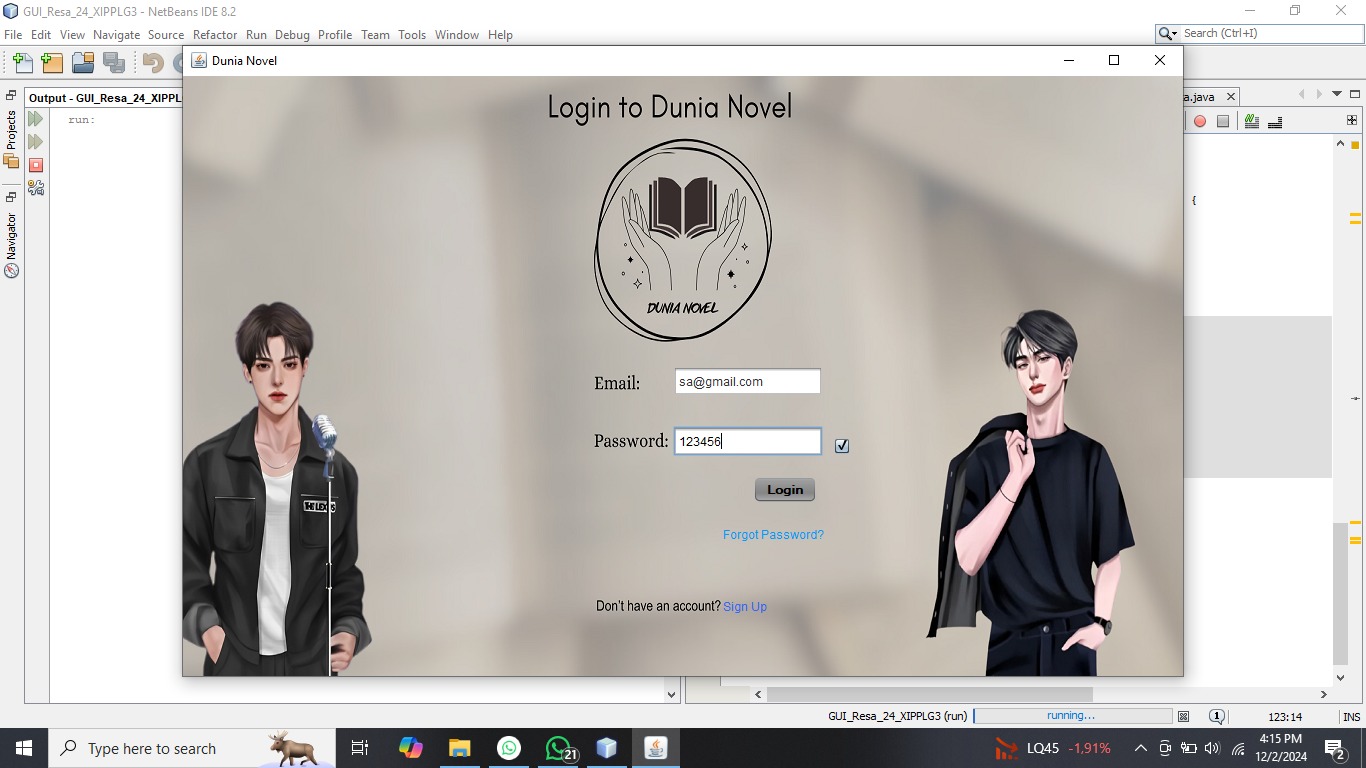 GUI_Resa_24_XIPPLG3 - NetBeans IDE 8.2
File Edit View Navigate Source Refactor Run Debug Profile Team Tools Window Help
Search (Ctrl+I)
Dunia Novel
Output - GUI_Resa_24_XIPPL
a.java
run:
Projects
Navigator
{
Login to Dunia Novel
DUNIA NOVEL
Email: sa@gmail.com
Password: 123456
Login
Forgot Password?
Don't have an account? Sign Up
GUI_Resa_24_XIPPLG3 (run) running... 1 123:14 INS
Type here to search
21
LQ45 -1,91%
4:15 PM
12/2/2024
2